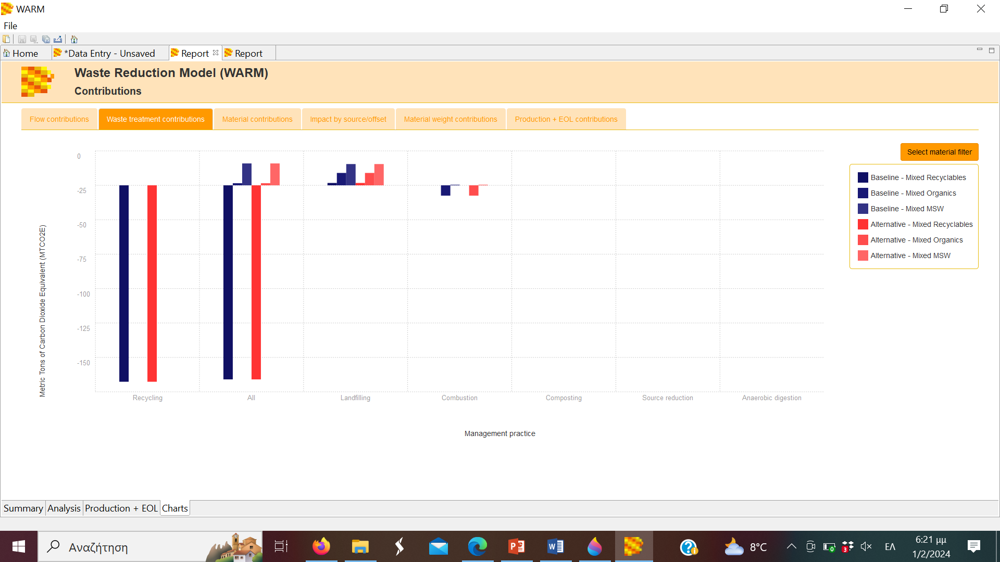 WARM
File
Home
*Data Entry - Unsaved
Report
Report
Waste Reduction Model (WARM)
Contributions
Flow contributions
Waste treatment contributions
Material contributions
Impact by source/offset
Material weight contributions
Production + EOL contributions
Select material filter
Baseline - Mixed Recyclables
Baseline - Mixed Organics
Baseline - Mixed MSW
Alternative - Mixed Recyclables
Alternative - Mixed Organics
Alternative - Mixed MSW
Metric Tons of Carbon Dioxide Equivalent (MTCO2E)
0
-25
-50
-75
-100
-125
-150
Recycling
All
Landfilling
Combustion
Composting
Source reduction
Anaerobic digestion
Management practice
Summary
Analysis
Production + EOL
Charts
Αναζήτηση
8°C
3
ΕΛ
6:21 μμ
1/2/2024